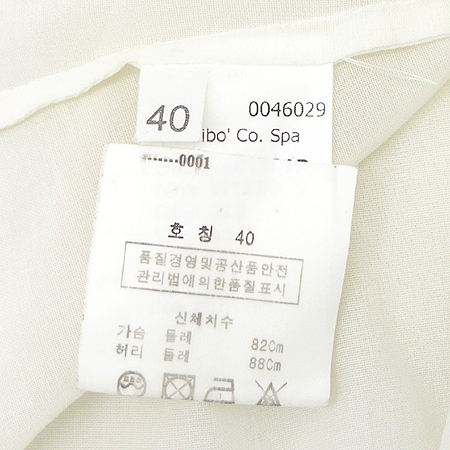 40
0046029
ibo' Co. Spa
-0001
호칭 40
품질경영및공산품안전
관리법에의한품질표시
신체치수
가슴 둘레 82Cm
허리 둘레 88Cm